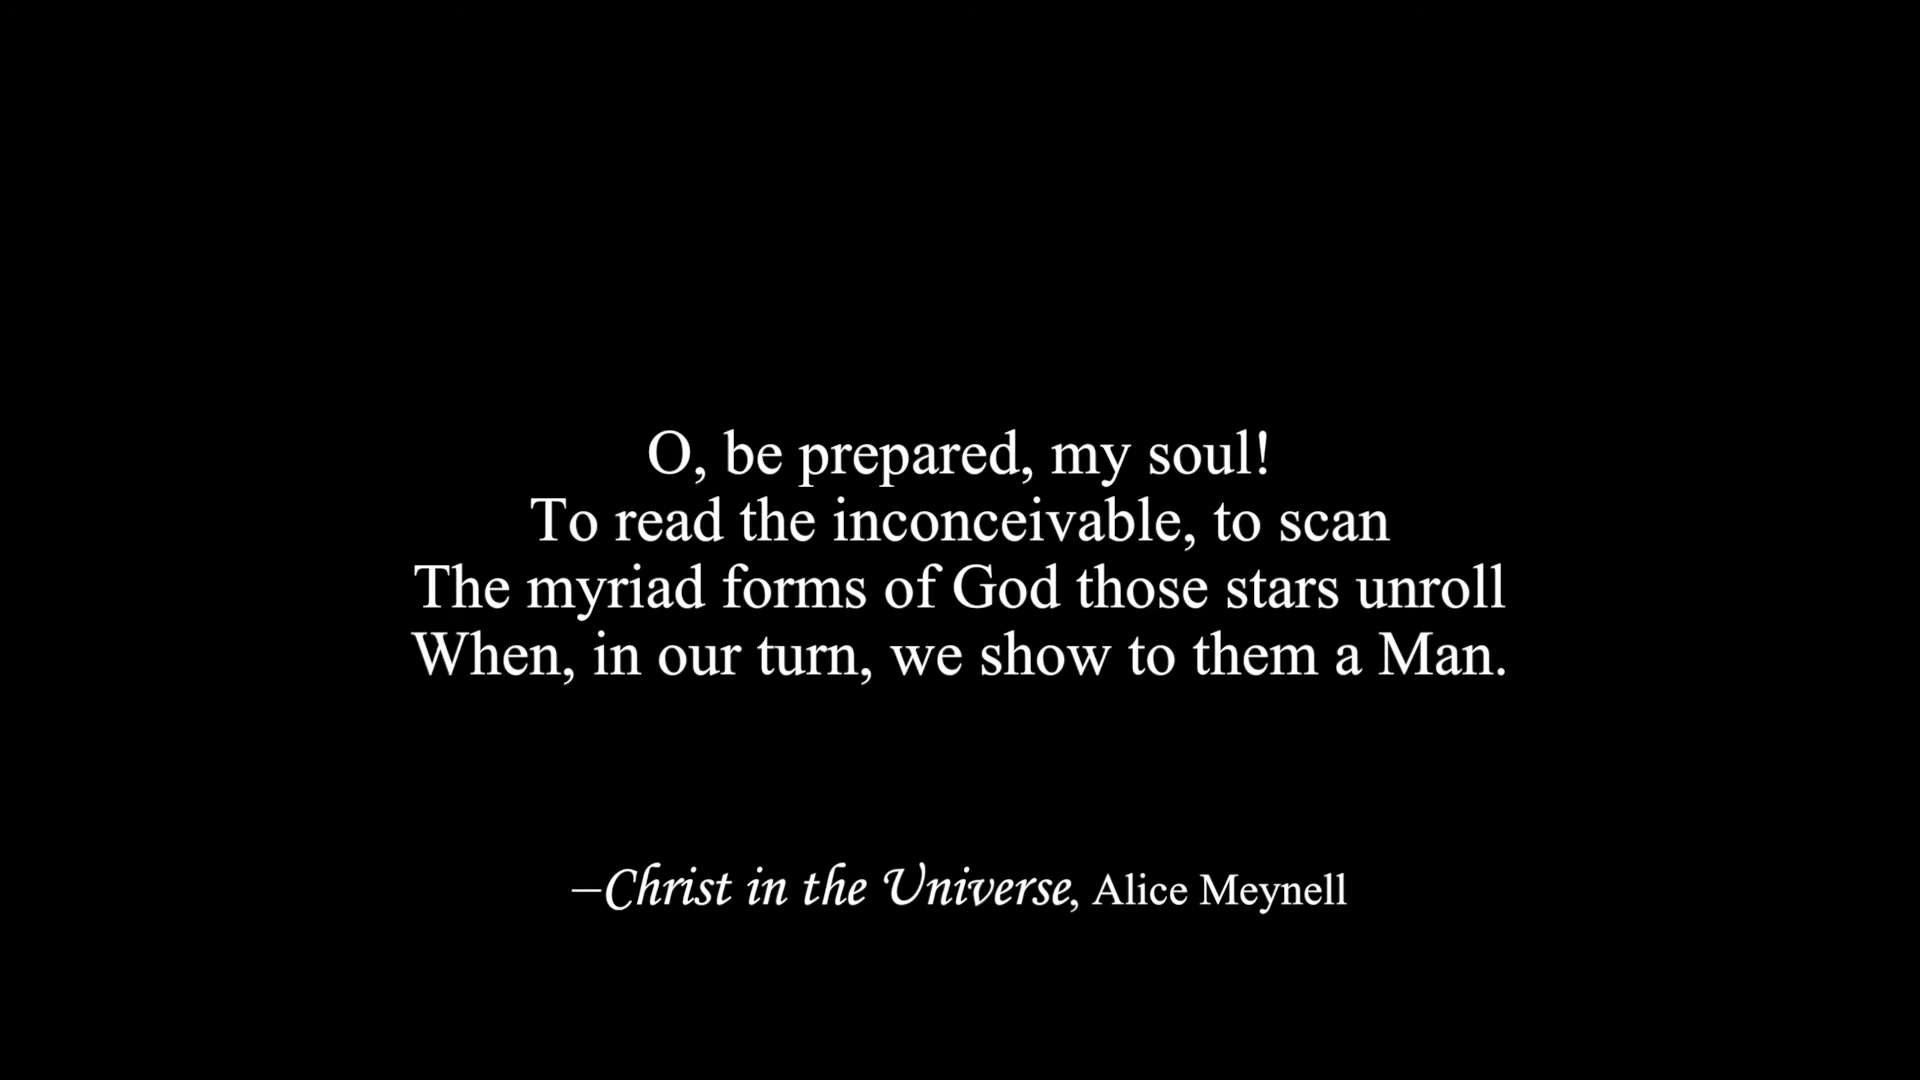 O, be prepared, my soul!
To read the inconceivable, to scan
The myriad forms of God those stars unroll
When, in our turn, we show to them a Man.
–Christ in the Universe, Alice Meynell